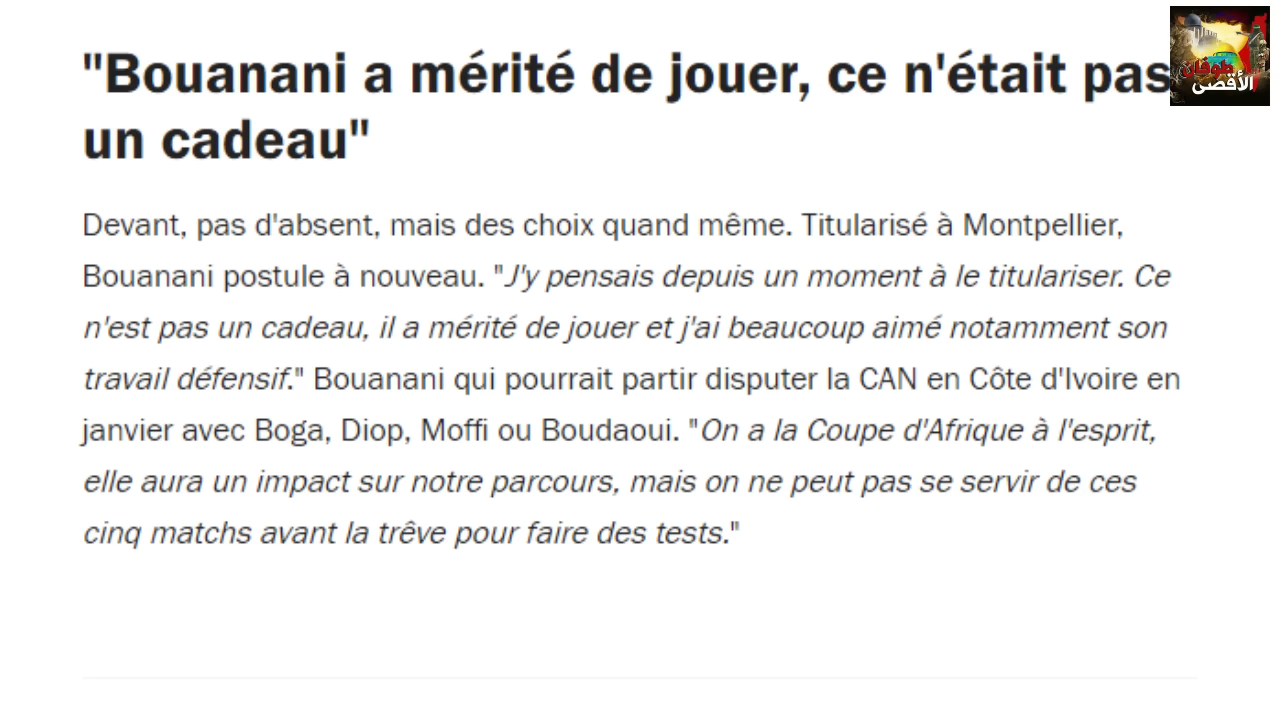 "Bouanani a mérité de jouer, ce n'était pas
un cadeau"
طوفان
الأقصى
Devant, pas d'absent, mais des choix quand même. Titularisé à Montpellier,
Bouanani postule à nouveau. "J'y pensais depuis un moment à le titulariser. Ce
n'est pas un cadeau, il a mérité de jouer et j'ai beaucoup aimé notamment son
travail défensif." Bouanani qui pourrait partir disputer la CAN en Côte d'Ivoire en
janvier avec Boga, Diop, Moffi ou Boudaoui. "On a la Coupe d'Afrique à l'esprit,
elle aura un impact sur notre parcours, mais on ne peut pas se servir de ces
cinq matchs avant la trêve pour faire des tests."